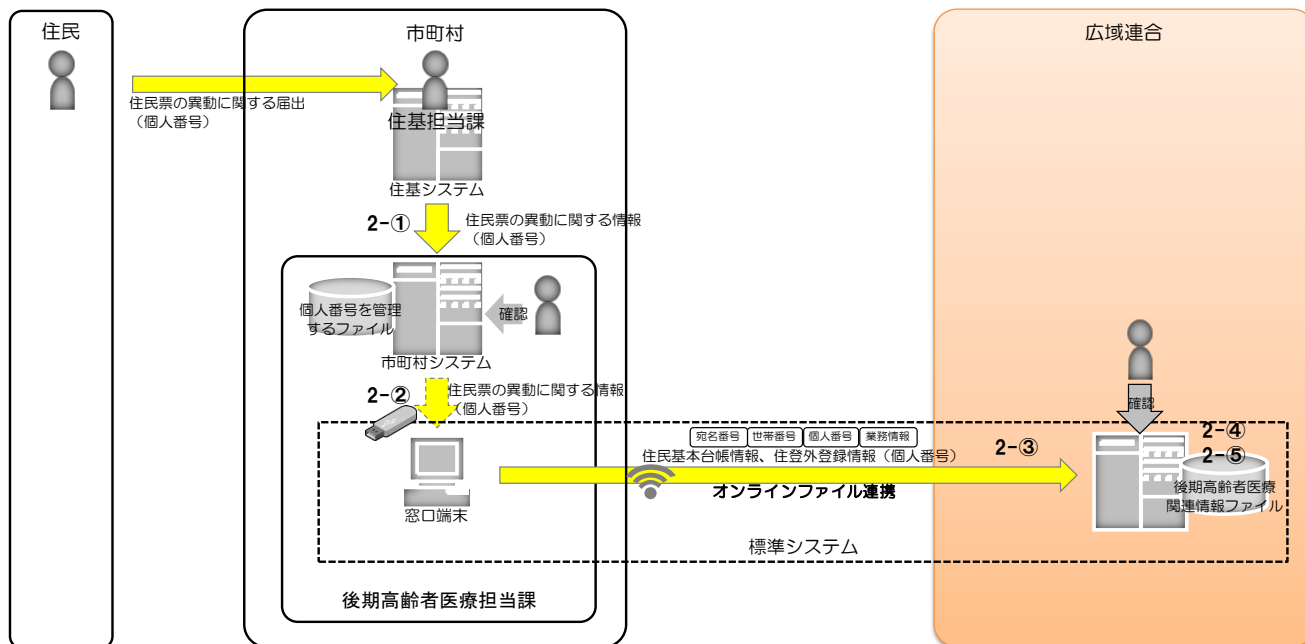 住民
市町村
広域連合
住民票の異動に関する届出
（個人番号）
住基担当課
住基システム
2-①
住民票の異動に関する情報
（個人番号）
個人番号を管理
するファイル
確認
市町村システム
2-②
住民票の異動に関する情報
（個人番号）
確認
宛名番号
世帯番号
個人番号
業務情報
住民基本台帳情報、住登外登録情報（個人番号）
2-③
2-④
2-⑤
オンラインファイル連携
後期高齢者医療
関連情報ファイル
窓口端末
標準システム
後期高齢者医療担当課